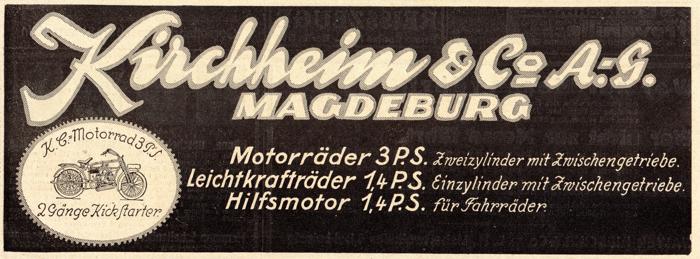 Kirchheim & Co A.-G.
MAGDEBURG
K.C.-Motorrad 3 P.S.
2 Gänge Kickstarter
Motorräder 3 P.S. Zweizylinder mit Zwischengetriebe.
Leichtkrafträder 1,4 P.S. Einzylinder mit Zwischengetriebe.
Hilfsmotor 1,4 P.S. für Fahrräder.